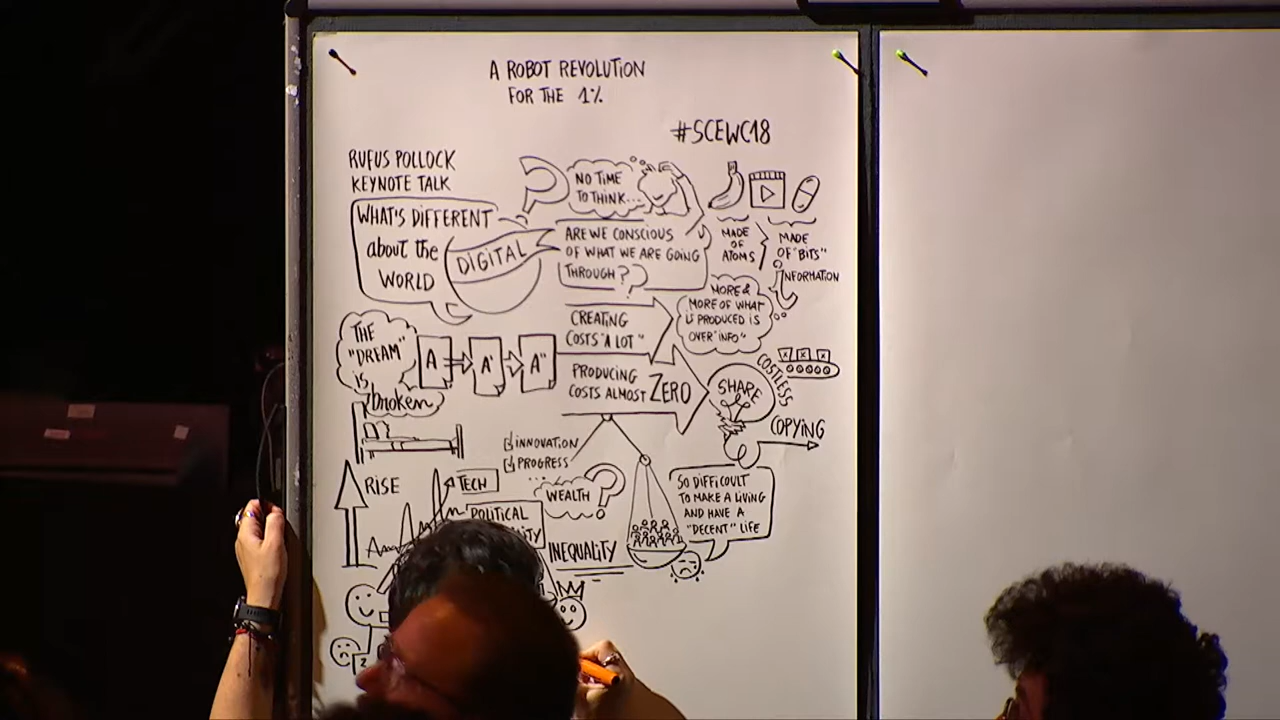 A ROBOT REVOLUTION
FOR THE 1%
#SCEWC18
RUFUS POLLOCK
KEYNOTE TALK
WHAT'S DIFFERENT
about the
WORLD
DIGITAL
NO TIME
TO THINK...
ARE WE CONSCIOUS
OF WHAT WE ARE GOING
THROUGH?
MADE
OF
ATOMS
MADE
OF "BITS"
INFORMATION
MORE &
MORE OF WHAT
IS PRODUCED IS
OVER "INFO"
THE
"DREAM"
IS
broken
A
A'
A"
CREATING
COSTS "A LOT"
PRODUCING
COSTS ALMOST ZERO
SHARE
COSTLESS
COPYING
INNOVATION
PROGRESS
...
WEALTH ?
SO DIFFICOULT
TO MAKE A LIVING
AND HAVE A
"DECENT" LIFE
RISE
TECH
POLITICAL
INEQUALITY
2